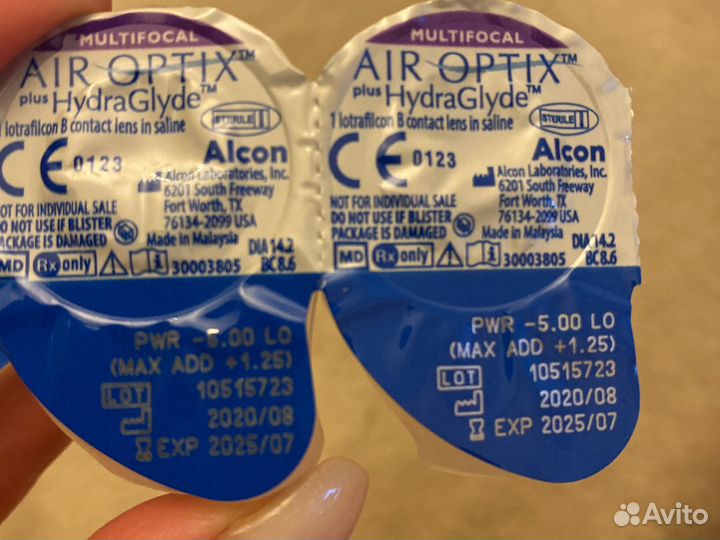 MULTIFOCAL
AIR OPTIX™
plus HydraGlyde™
STERILE
1 lotrafilcon B contact lens in saline
CE 0123
Alcon
Alcon Laboratories, Inc.
6201 South Freeway
Fort Worth, TX
76134-2099 USA
Made in Malaysia
NOT FOR INDIVIDUAL SALE
DO NOT USE IF BLISTER
PACKAGE IS DAMAGED
DIA 14.2
BC 8.6
MD Rx only 30003805
PWR -5.00 LO
(MAX ADD +1.25)
LOT 10515723
2020/08
EXP 2025/07
MULTIFOCAL
AIR OPTIX™
plus HydraGlyde™
STERILE
1 lotrafilcon B contact lens in saline
CE 0123
Alcon
Alcon Laboratories, Inc.
6201 South Freeway
Fort Worth, TX
76134-2099 USA
Made in Malaysia
NOT FOR INDIVIDUAL SALE
DO NOT USE IF BLISTER
PACKAGE IS DAMAGED
DIA 14.2
BC 8.6
MD Rx only 30003805
PWR -5.00 LO
(MAX ADD +1.25)
LOT 10515723
2020/08
EXP 2025/07
Avito